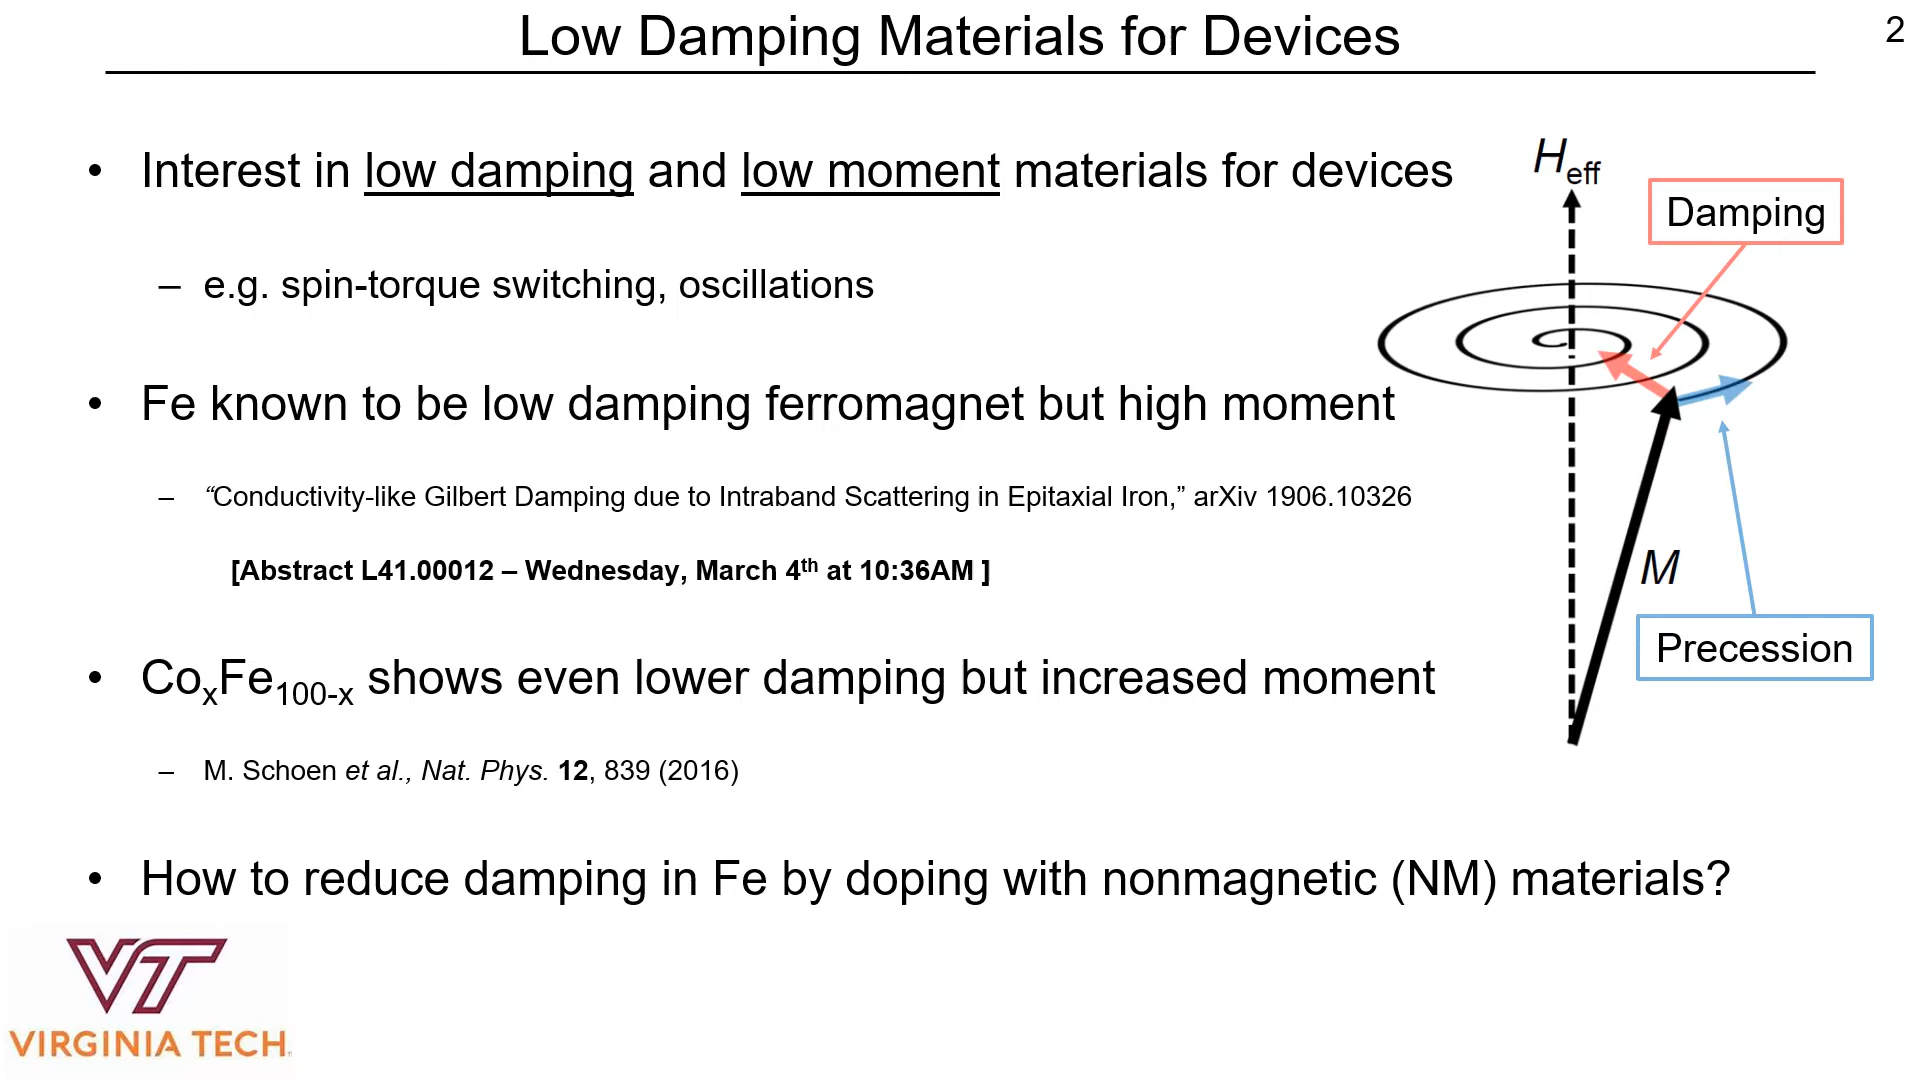 Low Damping Materials for Devices
2
• Interest in low damping and low moment materials for devices
– e.g. spin-torque switching, oscillations
• Fe known to be low damping ferromagnet but high moment
– “Conductivity-like Gilbert Damping due to Intraband Scattering in Epitaxial Iron,” arXiv 1906.10326
[Abstract L41.00012 – Wednesday, March 4th at 10:36AM ]
• CoxFe100-x shows even lower damping but increased moment
– M. Schoen et al., Nat. Phys. 12, 839 (2016)
• How to reduce damping in Fe by doping with nonmagnetic (NM) materials?
Heff
Damping
M
Precession
VT
VIRGINIA TECH